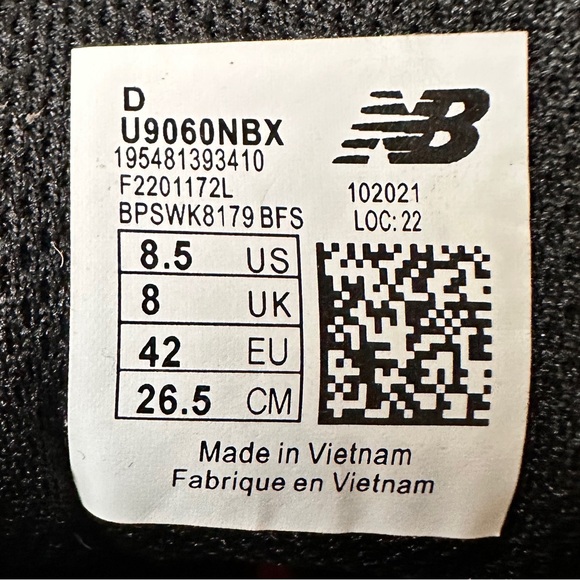 D
U9060NBX
195481393410
F2201172L
BPSWK8179 BFS
NB
102021
LOC: 22
8.5 US
8 UK
42 EU
26.5 CM
Made in Vietnam
Fabrique en Vietnam